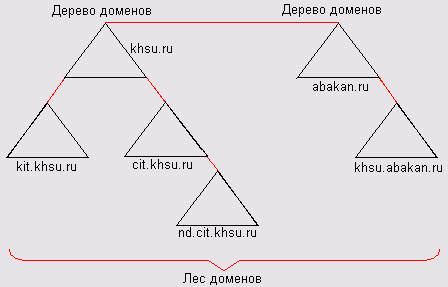 Дерево доменов
Дерево доменов
khsu.ru
abakan.ru
kit.khsu.ru
cit.khsu.ru
khsu.abakan.ru
nd.cit.khsu.ru
Лес доменов